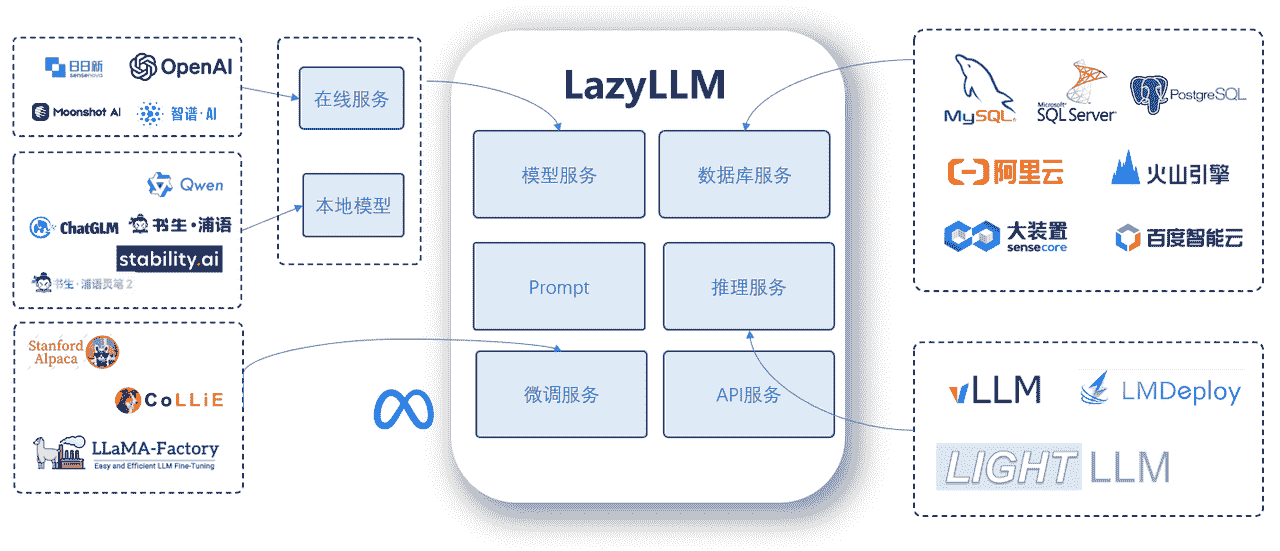 日日新
sensenova
OpenAI
Moonshot AI
智谱·AI
Qwen
ChatGLM
书生·浦语
stability.ai
书生·浦语灵笔2
Stanford
Alpaca
CoLLiE
LLaMA-Factory
Easy and Efficient LLM Fine-Tuning
在线服务
本地模型
LazyLLM
模型服务
数据库服务
Prompt
推理服务
微调服务
API服务
MySQL
Microsoft
SQL Server
PostgreSQL
阿里云
火山引擎
大装置
sensecore
百度智能云
vLLM
LMDeploy
LIGHT LLM